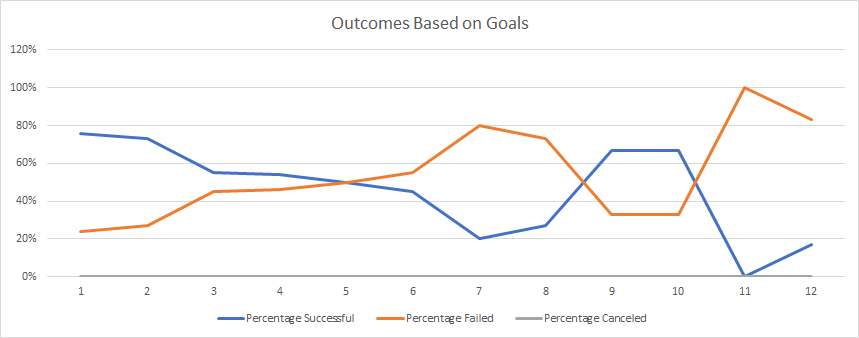 Outcomes Based on Goals
120%
100%
80%
60%
40%
20%
0%
1 2 3 4 5 6 7 8 9 10 11 12
Percentage Successful Percentage Failed Percentage Canceled